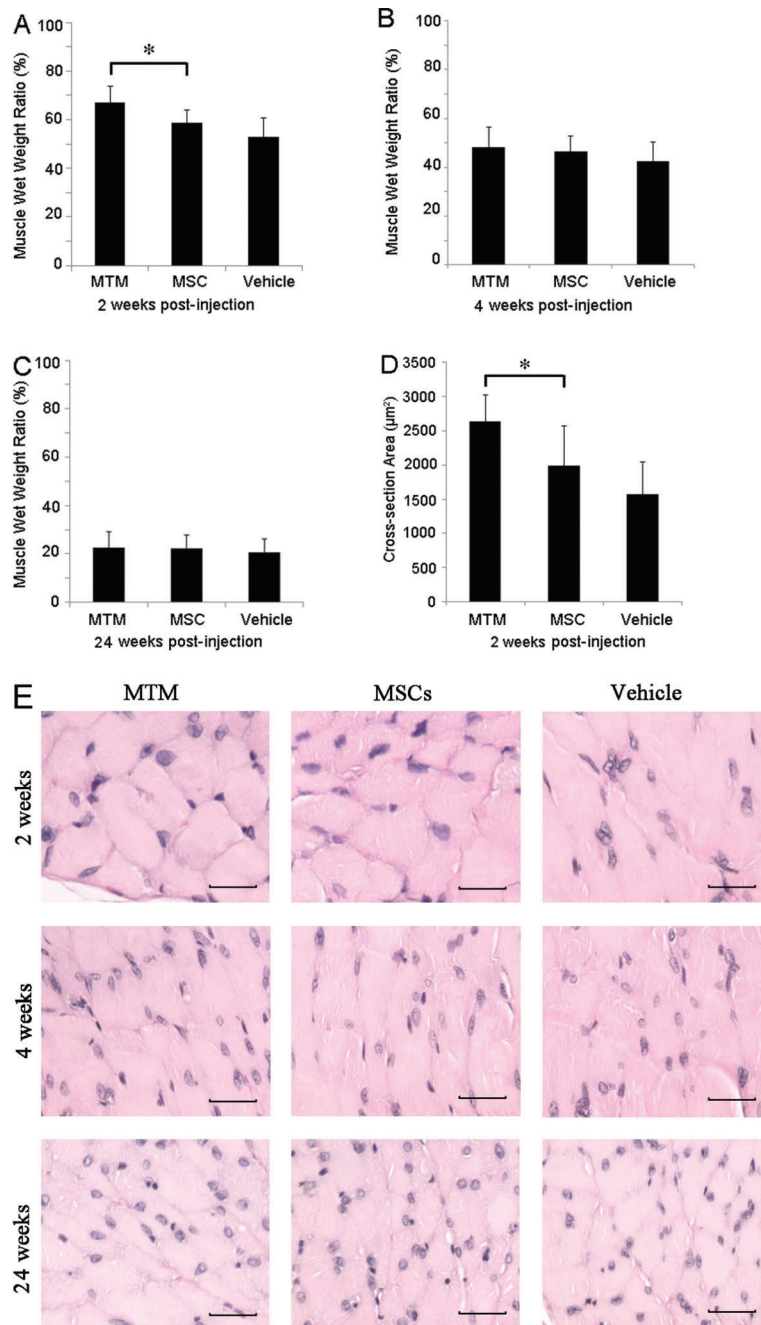 A
Muscle Wet Weight Ratio (%)
100
80
60
40
20
0
*
MTM MSC Vehicle
2 weeks post-injection
B
Muscle Wet Weight Ratio (%)
100
80
60
40
20
0
MTM MSC Vehicle
4 weeks post-injection
C
Muscle Wet Weight Ratio (%)
100
80
60
40
20
0
MTM MSC Vehicle
24 weeks post-injection
D
Cross-section Area (µm²)
3500
3000
2500
2000
1500
1000
500
0
*
MTM MSC Vehicle
2 weeks post-injection
E
MTM MSCs Vehicle
2 weeks
4 weeks
24 weeks